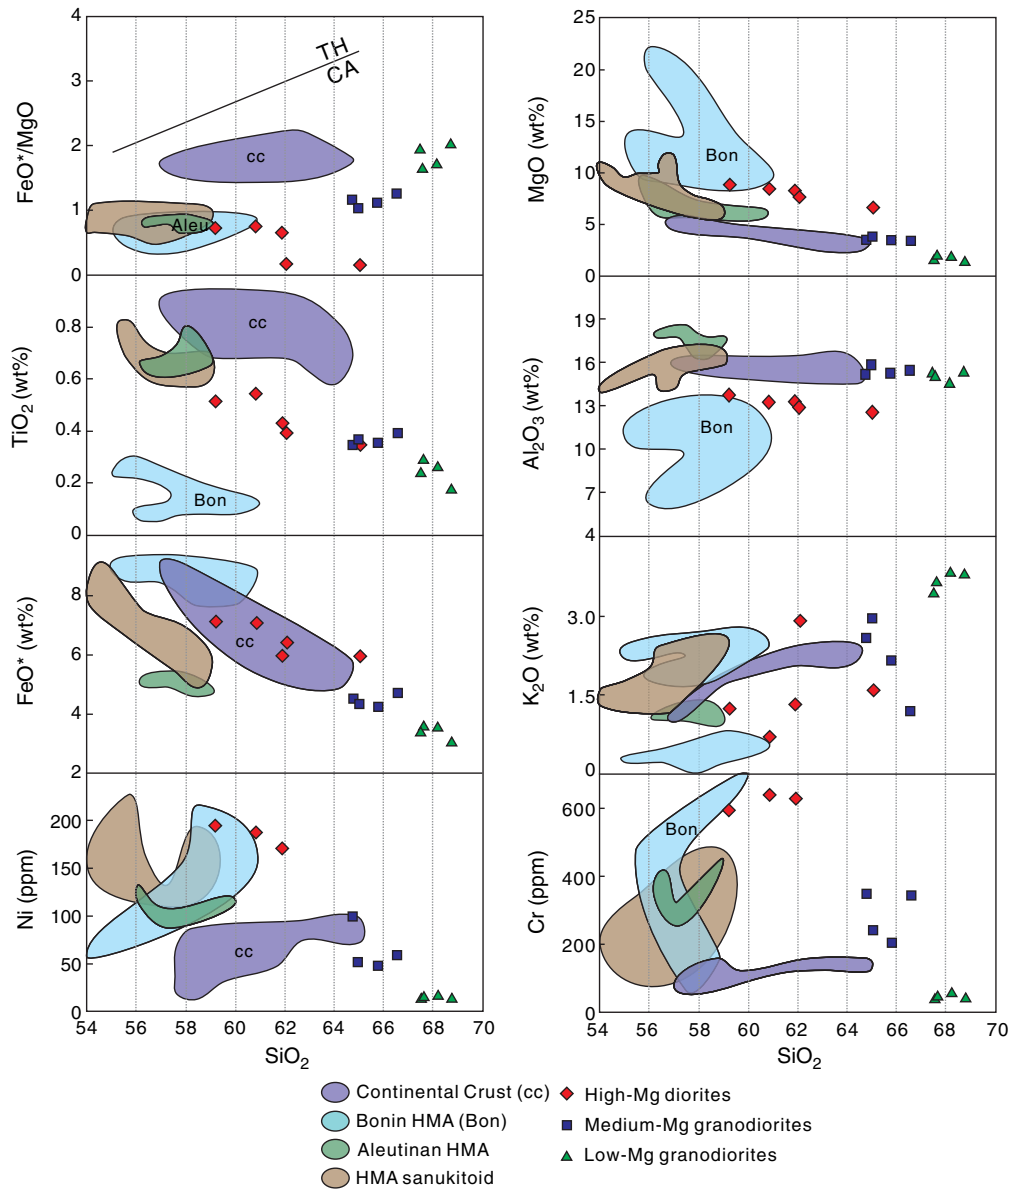 4
3
2
1
0
FeO*/MgO
TH
CA
cc
Aleu
25
20
15
10
5
0
MgO (wt%)
Bon
0.8
0.6
0.4
0.2
0
TiO2 (wt%)
cc
Bon
19
16
13
10
7
4
Al2O3 (wt%)
Bon
8
6
4
2
FeO* (wt%)
cc
3.0
1.5
0
K2O (wt%)
200
150
100
50
0
Ni (ppm)
cc
54 56 58 60 62 64 66 68 70
SiO2
600
400
200
0
Cr (ppm)
Bon
54 56 58 60 62 64 66 68 70
SiO2
Continental Crust (cc)
Bonin HMA (Bon)
Aleutinan HMA
HMA sanukitoid
High-Mg diorites
Medium-Mg granodiorites
Low-Mg granodiorites